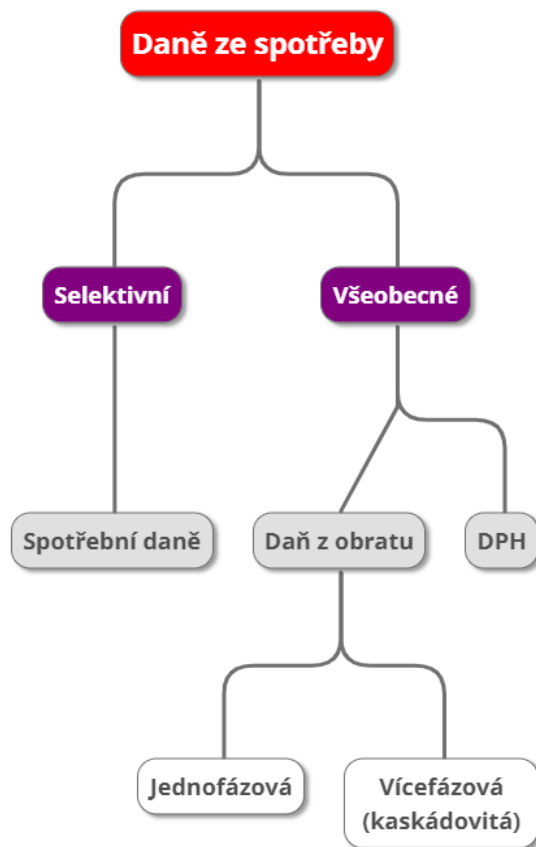 Daně ze spotřeby
Selektivní
Všeobecné
Spotřební daně
Daň z obratu
DPH
Jednofázová
Vícefázová
(kaskádovitá)